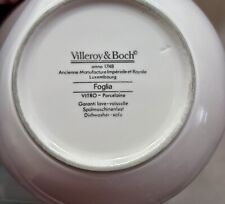 Villeroy & Boch®
anno 1748
Ancienne Manufacture Impériale et Royale
Luxembourg
Foglia
VITRO - Porcelaine
Garanti lave-vaisselle
Spülmaschinenfest
Dishwasher-safe